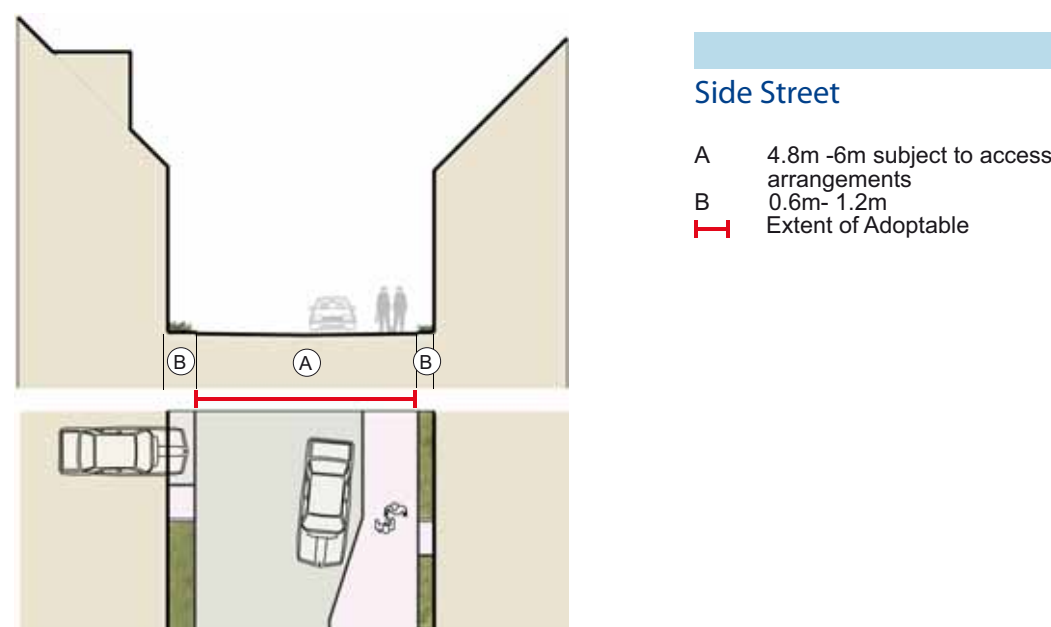 Side Street
A 4.8m -6m subject to access
arrangements
B 0.6m- 1.2m
Extent of Adoptable
B A B